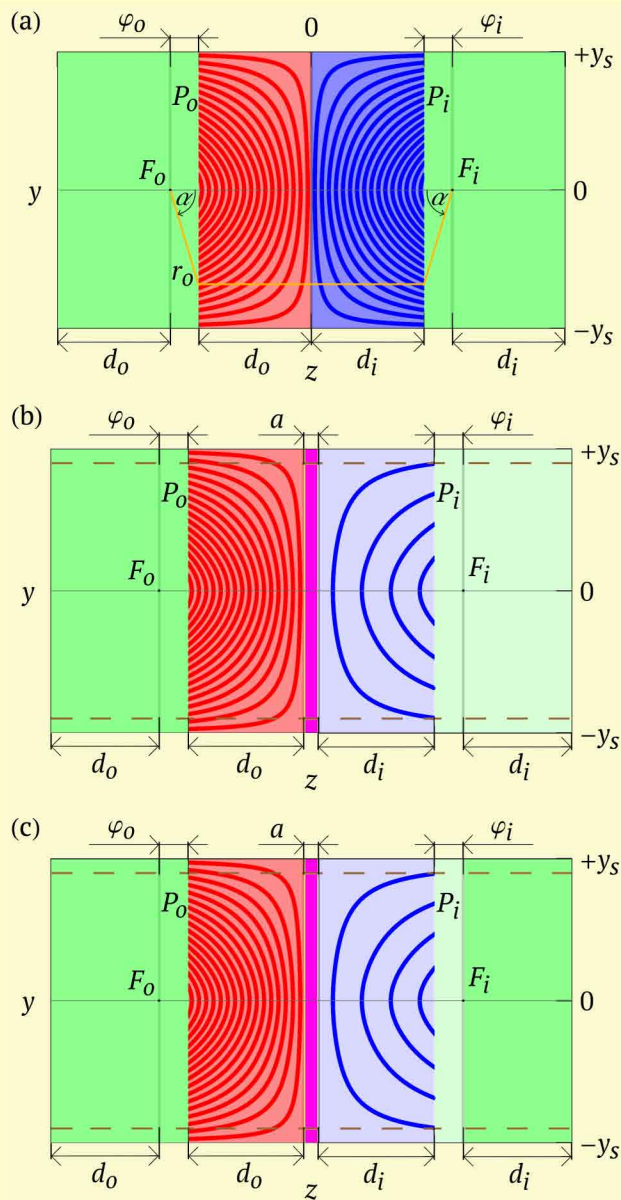 (a)
φo 0 φi
+ys
Po Pi
Fo Fi
y α α 0
ro
−ys
do do di di
z
(b)
φo a φi
+ys
Po Pi
Fo Fi
y 0
−ys
do do di di
z
(c)
φo a φi
+ys
Po Pi
Fo Fi
y 0
−ys
do do di di
z